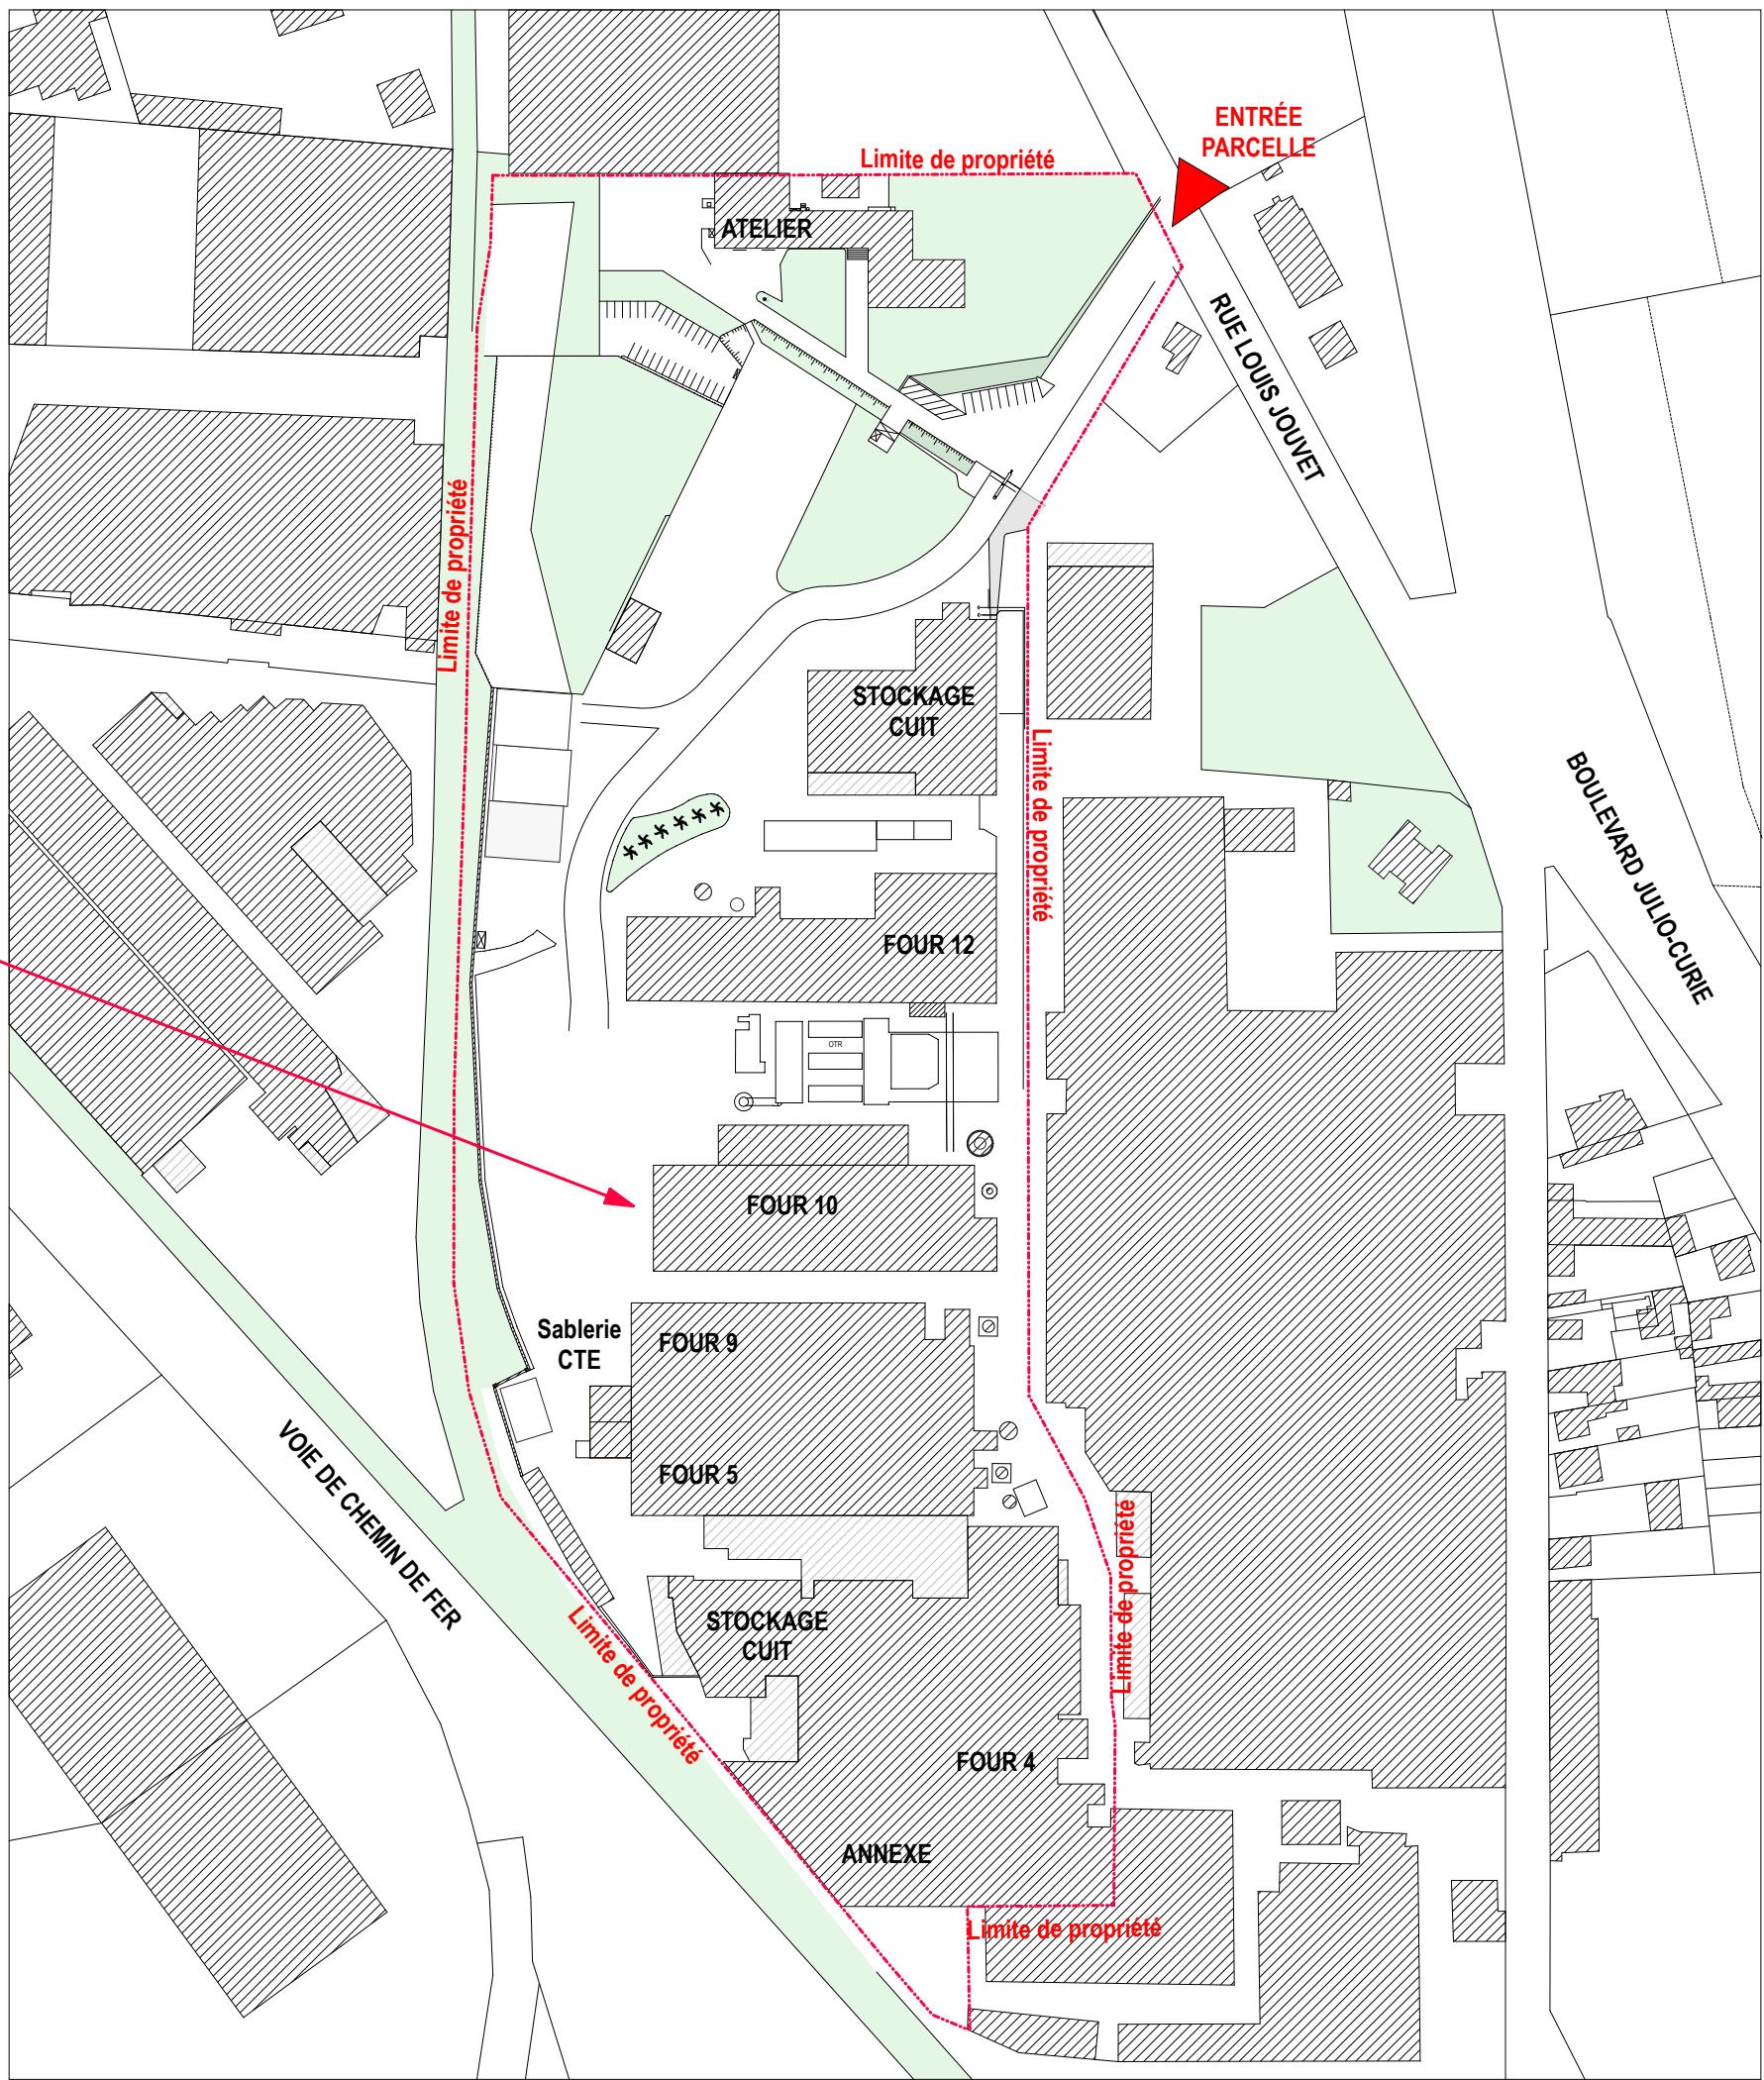 ENTRÉE
PARCELLE
Limite de propriété
ATELIER
RUE LOUIS JOUVET
Limite de propriété
STOCKAGE
CUIT
Limite de propriété
BOULEVARD JULIO-CURIE
FOUR 12
OTR
FOUR 10
Sablerie
CTE
FOUR 9
FOUR 5
VOIE DE CHEMIN DE FER
Limite de propriété
STOCKAGE
CUIT
Limite de propriété
FOUR 4
ANNEXE
Limite de propriété